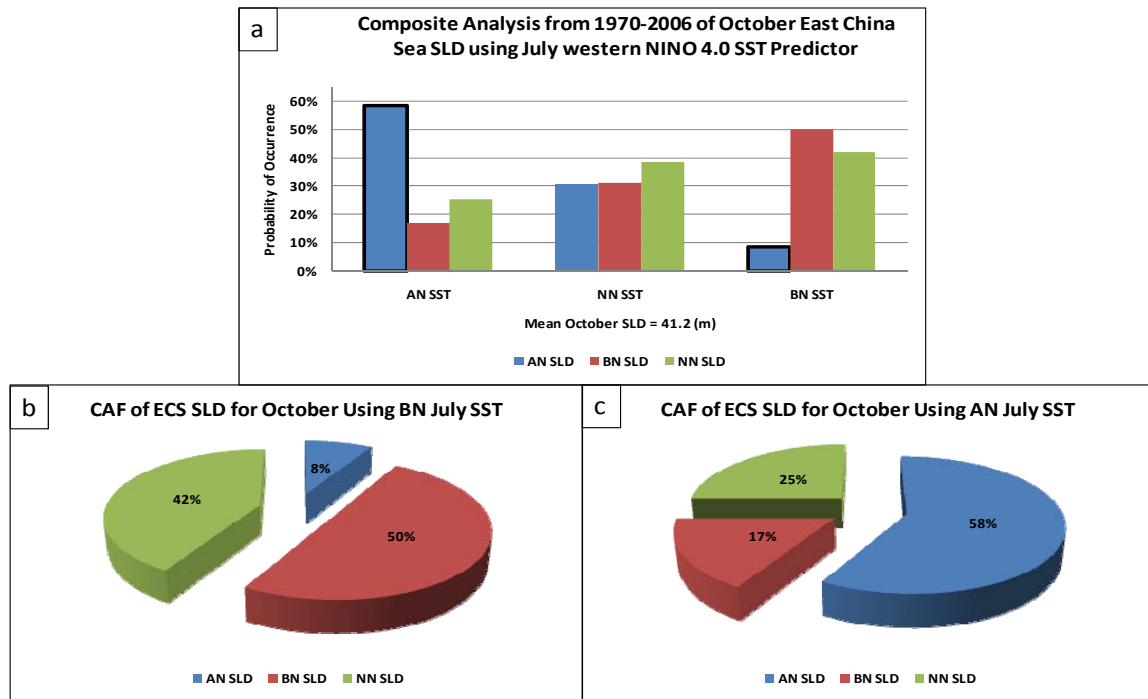 a
Composite Analysis from 1970-2006 of October East China
Sea SLD using July western NINO 4.0 SST Predictor
Probability of Occurrence
60%
50%
40%
30%
20%
10%
0%
AN SST
NN SST
BN SST
Mean October SLD = 41.2 (m)
AN SLD
BN SLD
NN SLD
b
CAF of ECS SLD for October Using BN July SST
8%
42%
50%
AN SLD
BN SLD
NN SLD
c
CAF of ECS SLD for October Using AN July SST
25%
58%
17%
AN SLD
BN SLD
NN SLD